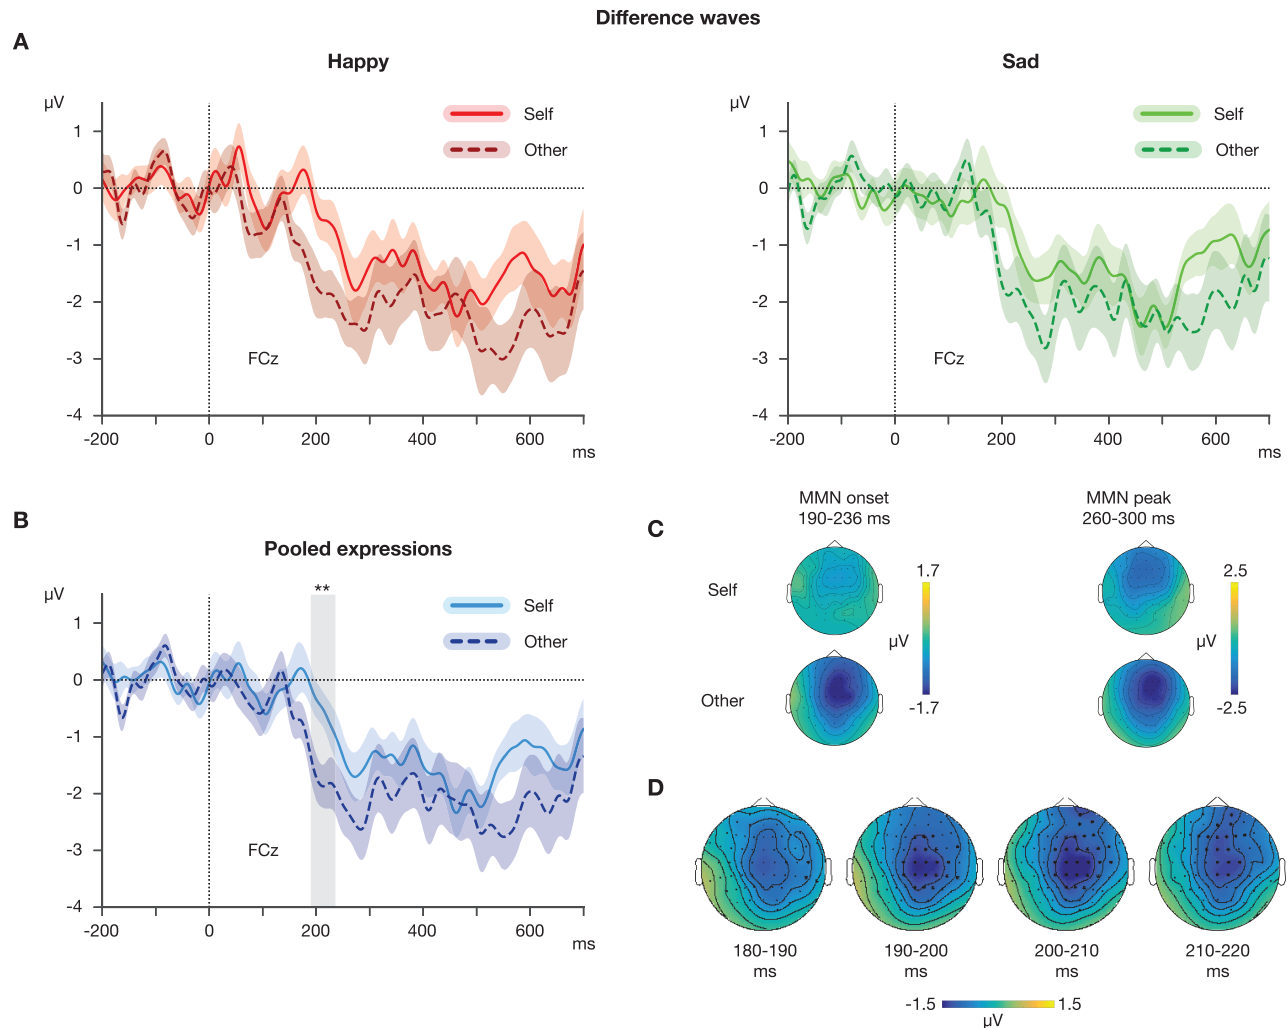 Difference waves
A
Happy
Sad
µV
1
0
-1
-2
-3
-4
Self
Other
FCz
-200
0
200
400
600
ms
µV
1
0
-1
-2
-3
-4
Self
Other
FCz
-200
0
200
400
600
ms
B
Pooled expressions
µV
1
0
-1
-2
-3
-4
**
Self
Other
FCz
-200
0
200
400
600
ms
C
MMN onset
190-236 ms
MMN peak
260-300 ms
Self
Other
1.7
µV
-1.7
2.5
µV
-2.5
D
180-190
ms
190-200
ms
200-210
ms
210-220
ms
-1.5
1.5
µV